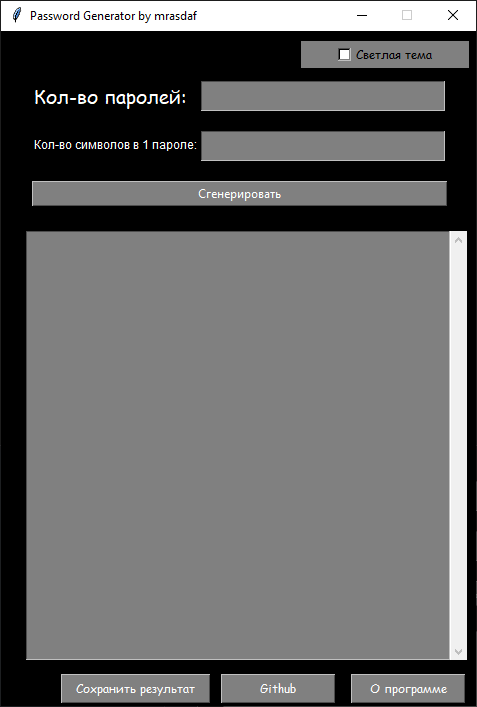 Password Generator by mrasdaf
Светлая тема
Кол-во паролей:
Кол-во символов в 1 пароле:
Сгенерировать
Сохранить результат
Github
О программе